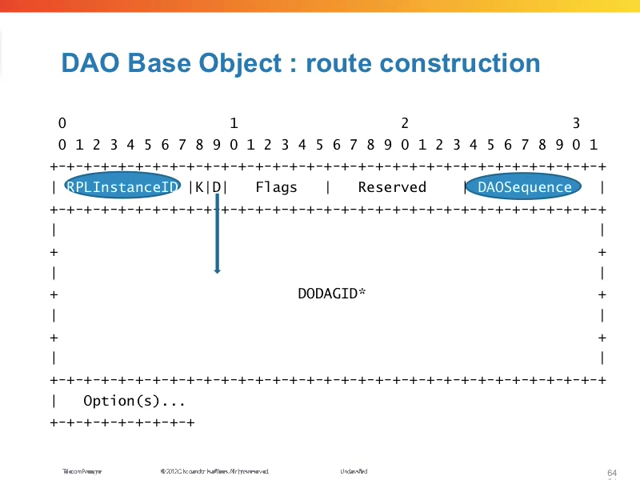 DAO Base Object : route construction
0 1 2 3
0 1 2 3 4 5 6 7 8 9 0 1 2 3 4 5 6 7 8 9 0 1 2 3 4 5 6 7 8 9 0 1
+-+-+-+-+-+-+-+-+-+-+-+-+-+-+-+-+-+-+-+-+-+-+-+-+-+-+-+-+-+-+-+-+
| RPLInstanceID |K|D| Flags | Reserved | DAOSequence |
+-+-+-+-+-+-+-+-+-+-+-+-+-+-+-+-+-+-+-+-+-+-+-+-+-+-+-+-+-+-+-+-+
| |
+ +
| |
+ DODAGID* +
| |
+ +
| |
+-+-+-+-+-+-+-+-+-+-+-+-+-+-+-+-+-+-+-+-+-+-+-+-+-+-+-+-+-+-+-+-+
| Option(s)...
+-+-+-+-+-+-+-+-+
Unclassified 64